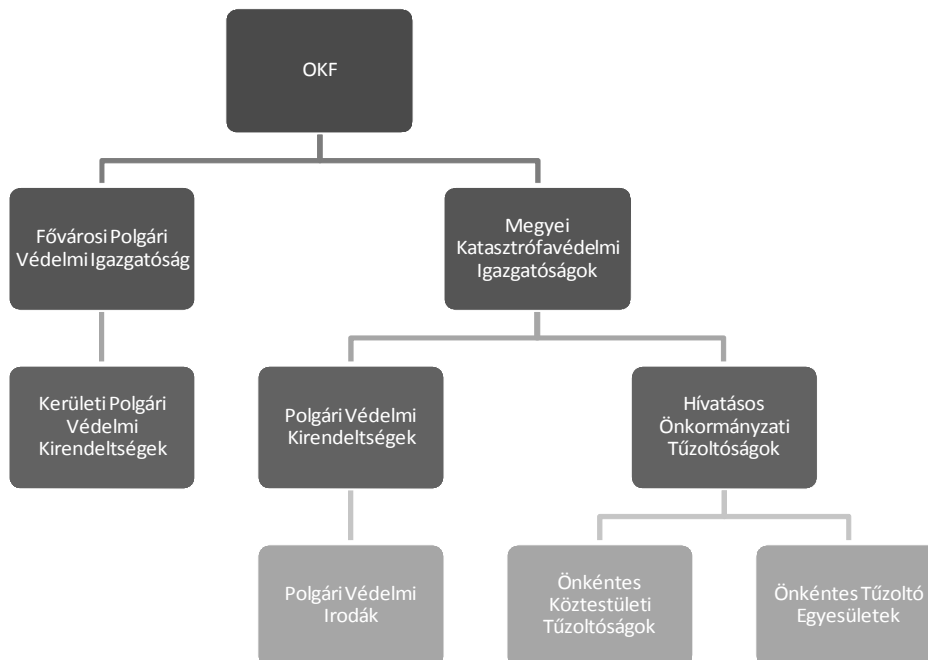 OKF
Fővárosi Polgári
Védelmi Igazgatóság
Megyei
Katasztrófavédelmi
Igazgatóságok
Kerületi Polgári
Védelmi
Kirendeltségek
Polgári Védelmi
Kirendeltségek
Hívatásos
Önkormányzati
Tűzoltóságok
Polgári Védelmi
Irodák
Önkéntes
Köztestületi
Tűzoltóságok
Önkéntes Tűzoltó
Egyesületek